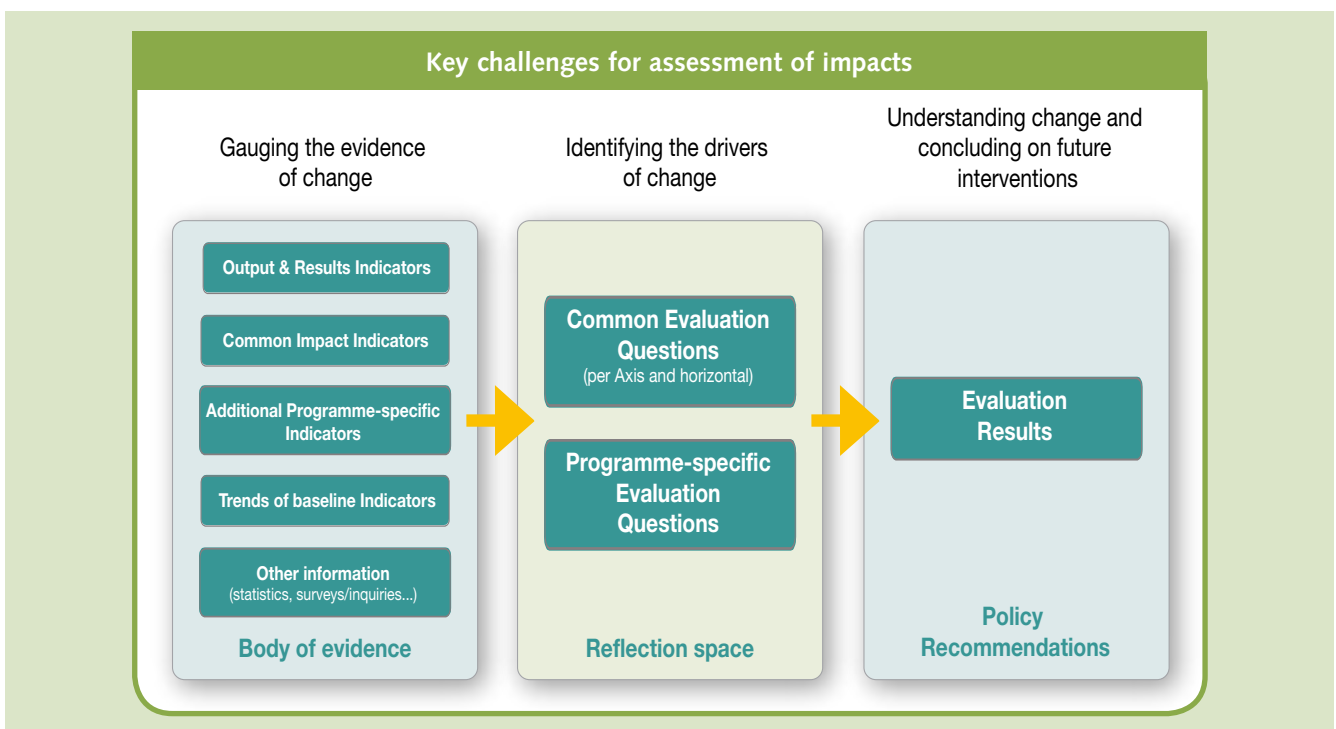 Key challenges for assessment of impacts
Gauging the evidence
of change
Output & Results Indicators
Common Impact Indicators
Additional Programme-specific
Indicators
Trends of baseline Indicators
Other information
(statistics, surveys/inquiries...)
Body of evidence
Identifying the drivers
of change
Common Evaluation
Questions
(per Axis and horizontal)
Programme-specific
Evaluation
Questions
Reflection space
Understanding change and
concluding on future
interventions
Evaluation
Results
Policy
Recommendations